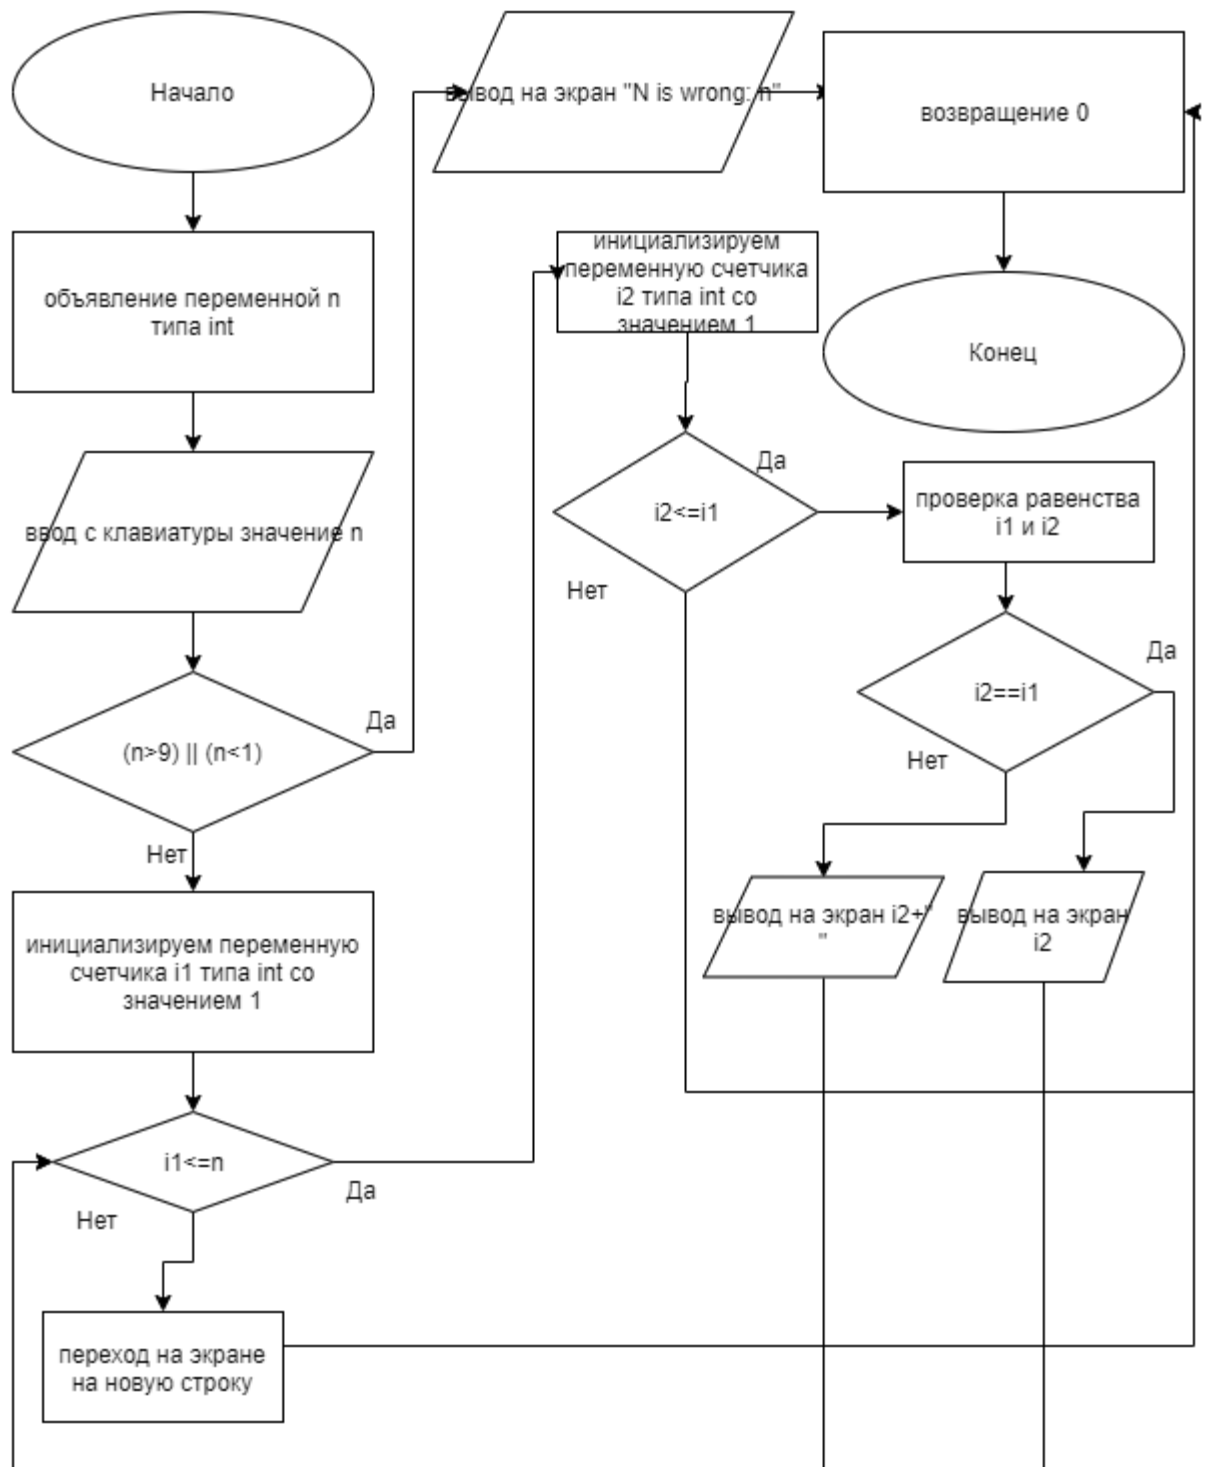 Начало
объявление переменной n
типа int
ввод с клавиатуры значение n
(n>9) || (n<1)
Да
Нет
инициализируем переменную
счетчика i1 типа int со
значением 1
i1<=n
Да
Нет
переход на экране
на новую строку
вывод на экран "N is wrong: n"
возвращение 0
Конец
инициализируем
переменную счетчика
i2 типа int со
значением 1
i2<=i1
Да
Нет
проверка равенства
i1 и i2
i2==i1
Да
Нет
вывод на экран i2+"
"
вывод на экран
i2